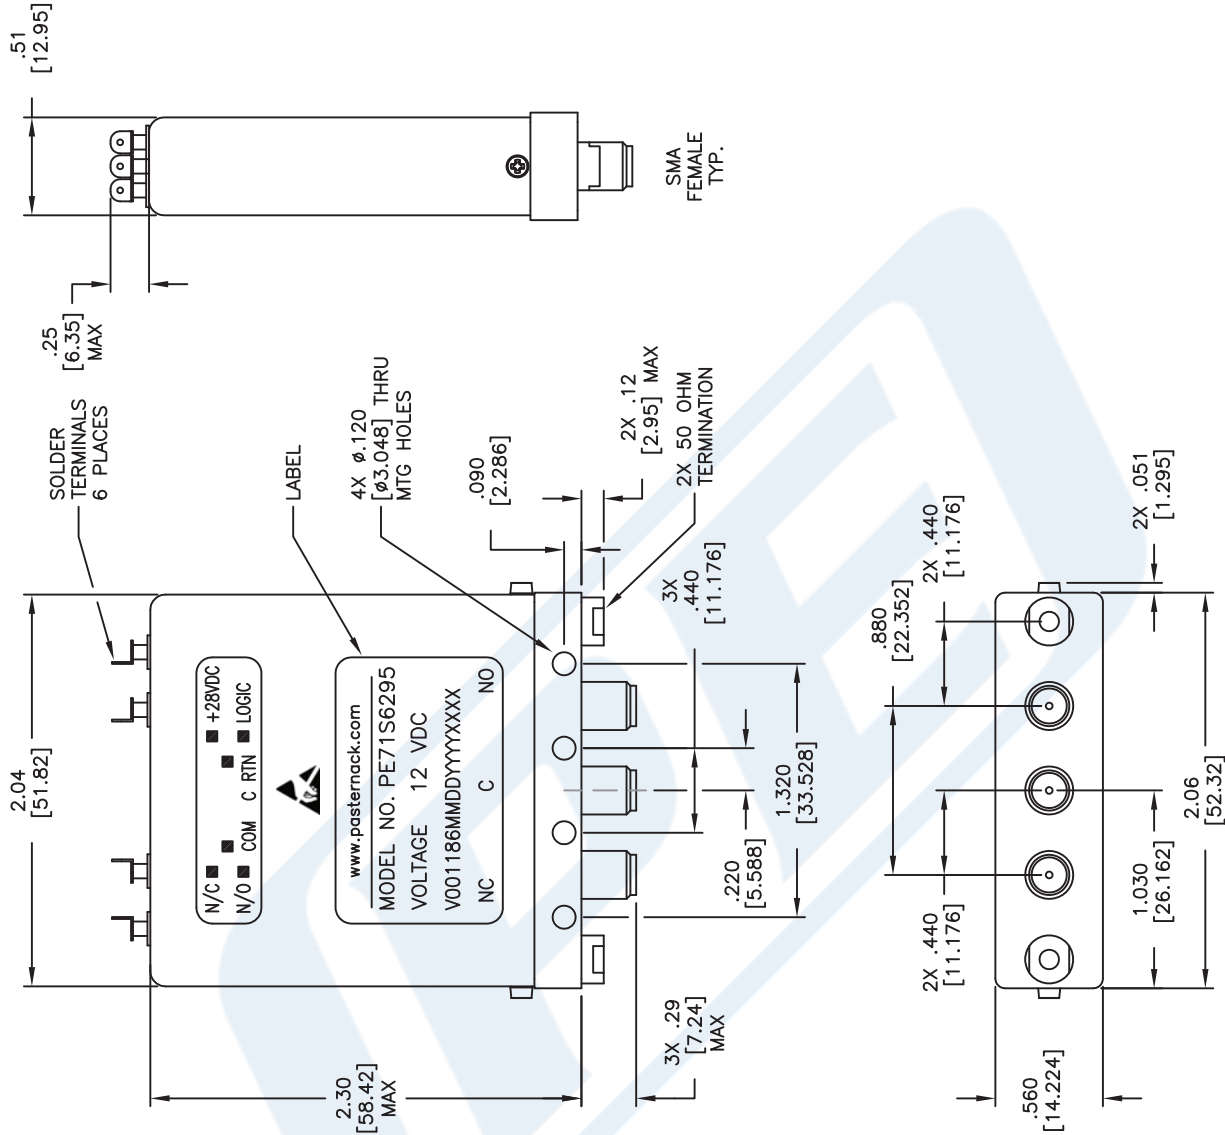 .51
[12.95]
.25
[6.35]
MAX
SMA
FEMALE
TYP.
SOLDER
TERMINALS
6 PLACES
LABEL
4X ø.120
[ø3.048] THRU
MTG HOLES
.090
[2.286]
2X .12
[2.95] MAX
2X 50 OHM
TERMINATION
3X
.440
[11.176]
2.04
[51.82]
N/C
+28VDC
N/O
COM
C RTN
LOGIC
www.pasternack.com
MODEL NO. PE71S6295
VOLTAGE 12 VDC
V001186MMDDYYYYXXXX
NC C NO
1.320
[33.528]
.220
[5.588]
2.30
[58.42]
MAX
3X .29
[7.24]
MAX
2X .051
[1.295]
2X .440
[11.176]
.880
[22.352]
2X .440
[11.176]
1.030
[26.162]
2.06
[52.32]
.560
[14.224]
PE